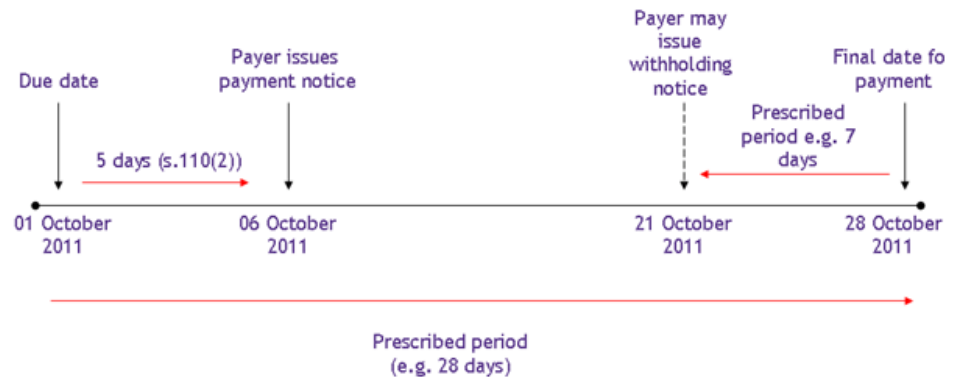 Due date
Payer issues
payment notice
Payer may
issue
withholding
notice
Final date fo
payment
5 days (s.110(2))
Prescribed
period e.g. 7
days
01 October
2011
06 October
2011
21 October
2011
28 October
2011
Prescribed period
(e.g. 28 days)